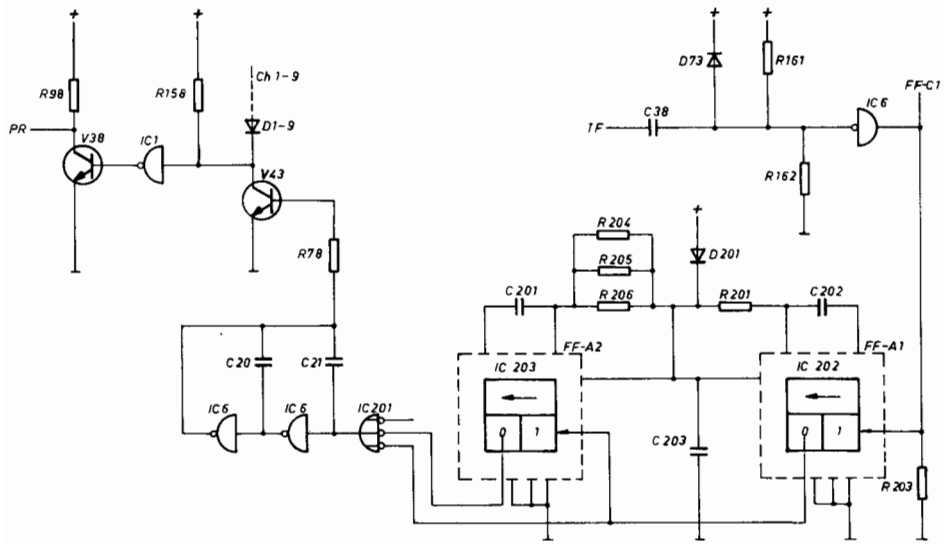 + + + +
Ch 1-9
D73 R161
R98 R158 FF-C1
C38 IC6
PR V38 IC1 D1-9 TF
V43
R162
R204 +
R78 R205 D201
C201 R206 R201 C202
FF-A2 FF-A1
C20 C21 IC 203 IC 202
IC6 IC6 IC201
0 1 0 1
C203
R203